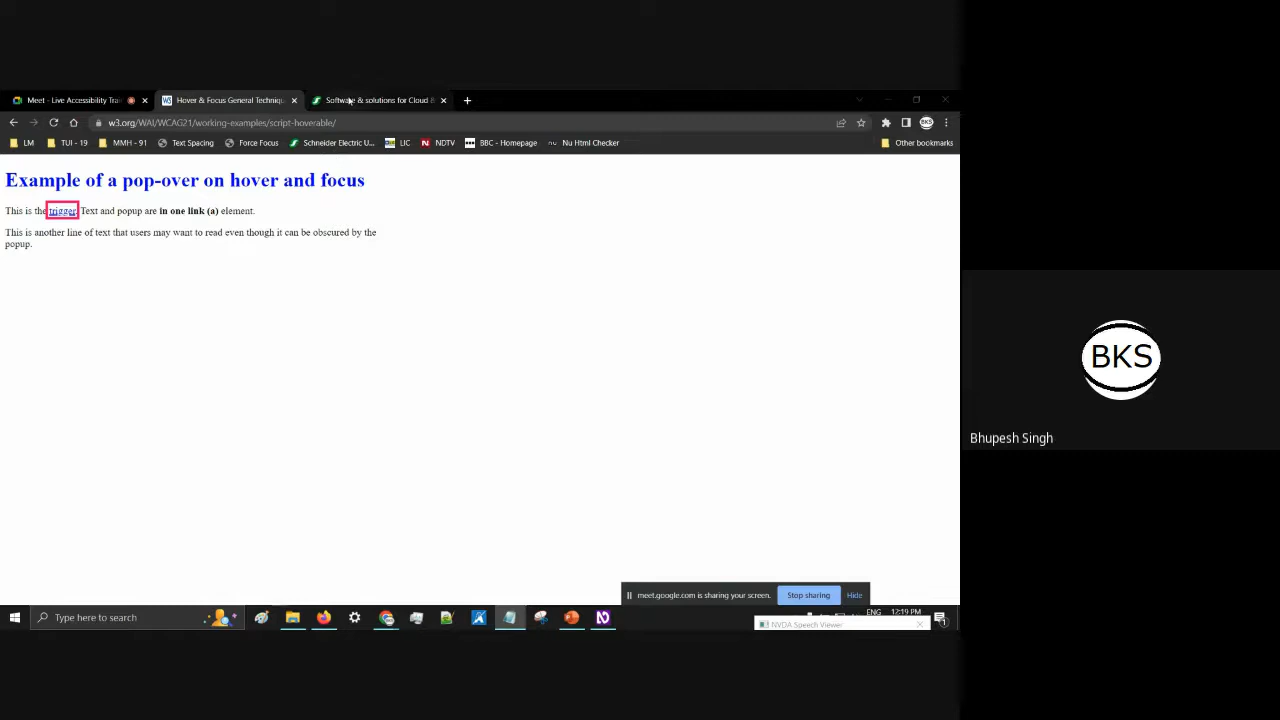 Meet - Live Accessibility Trai
Hover & Focus General Techniqu
Software & solutions for Cloud &
w3.org/WAI/WCAG21/working-examples/script-hoverable/
BKS
LM
TUI - 19
MMH - 91
Text Spacing
Force Focus
Schneider Electric U...
LIC
NDTV
BBC - Homepage
Nu Html Checker
Other bookmarks
Example of a pop-over on hover and focus
This is the trigger. Text and popup are in one link (a) element.
This is another line of text that users may want to read even though it can be obscured by the
popup.
BKS
Bhupesh Singh
meet.google.com is sharing your screen.
Stop sharing
Hide
Type here to search
ENG
12:19 PM
NVDA Speech Viewer